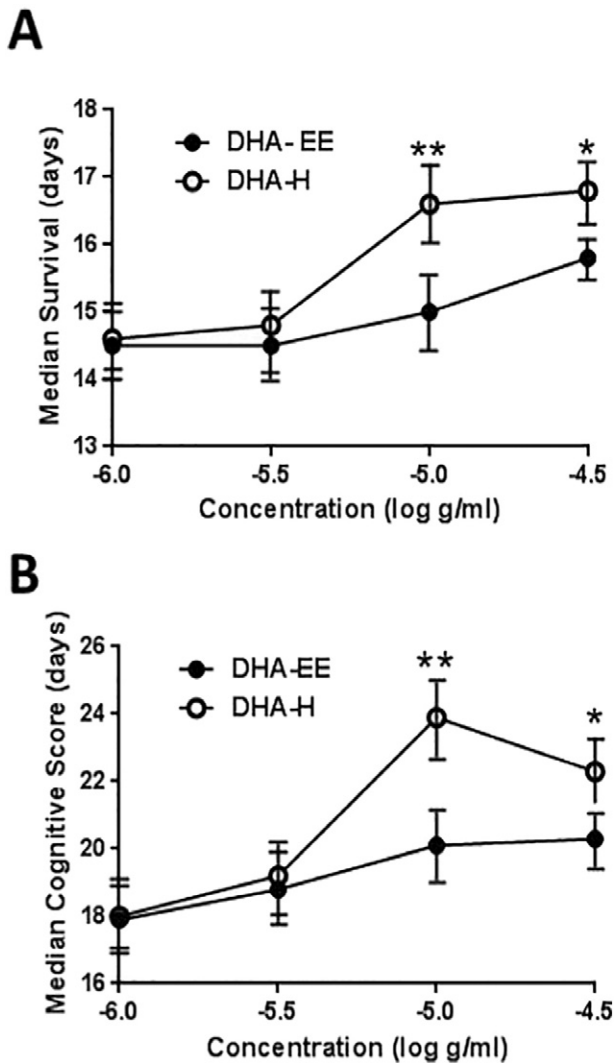 A
Median Survival (days)
18
17
16
15
14
13
DHA- EE
DHA-H
**
*
-6.0
-5.5
-5.0
-4.5
Concentration (log g/ml)
B
Median Cognitive Score (days)
26
24
22
20
18
16
DHA-EE
DHA-H
**
*
-6.0
-5.5
-5.0
-4.5
Concentration (log g/ml)